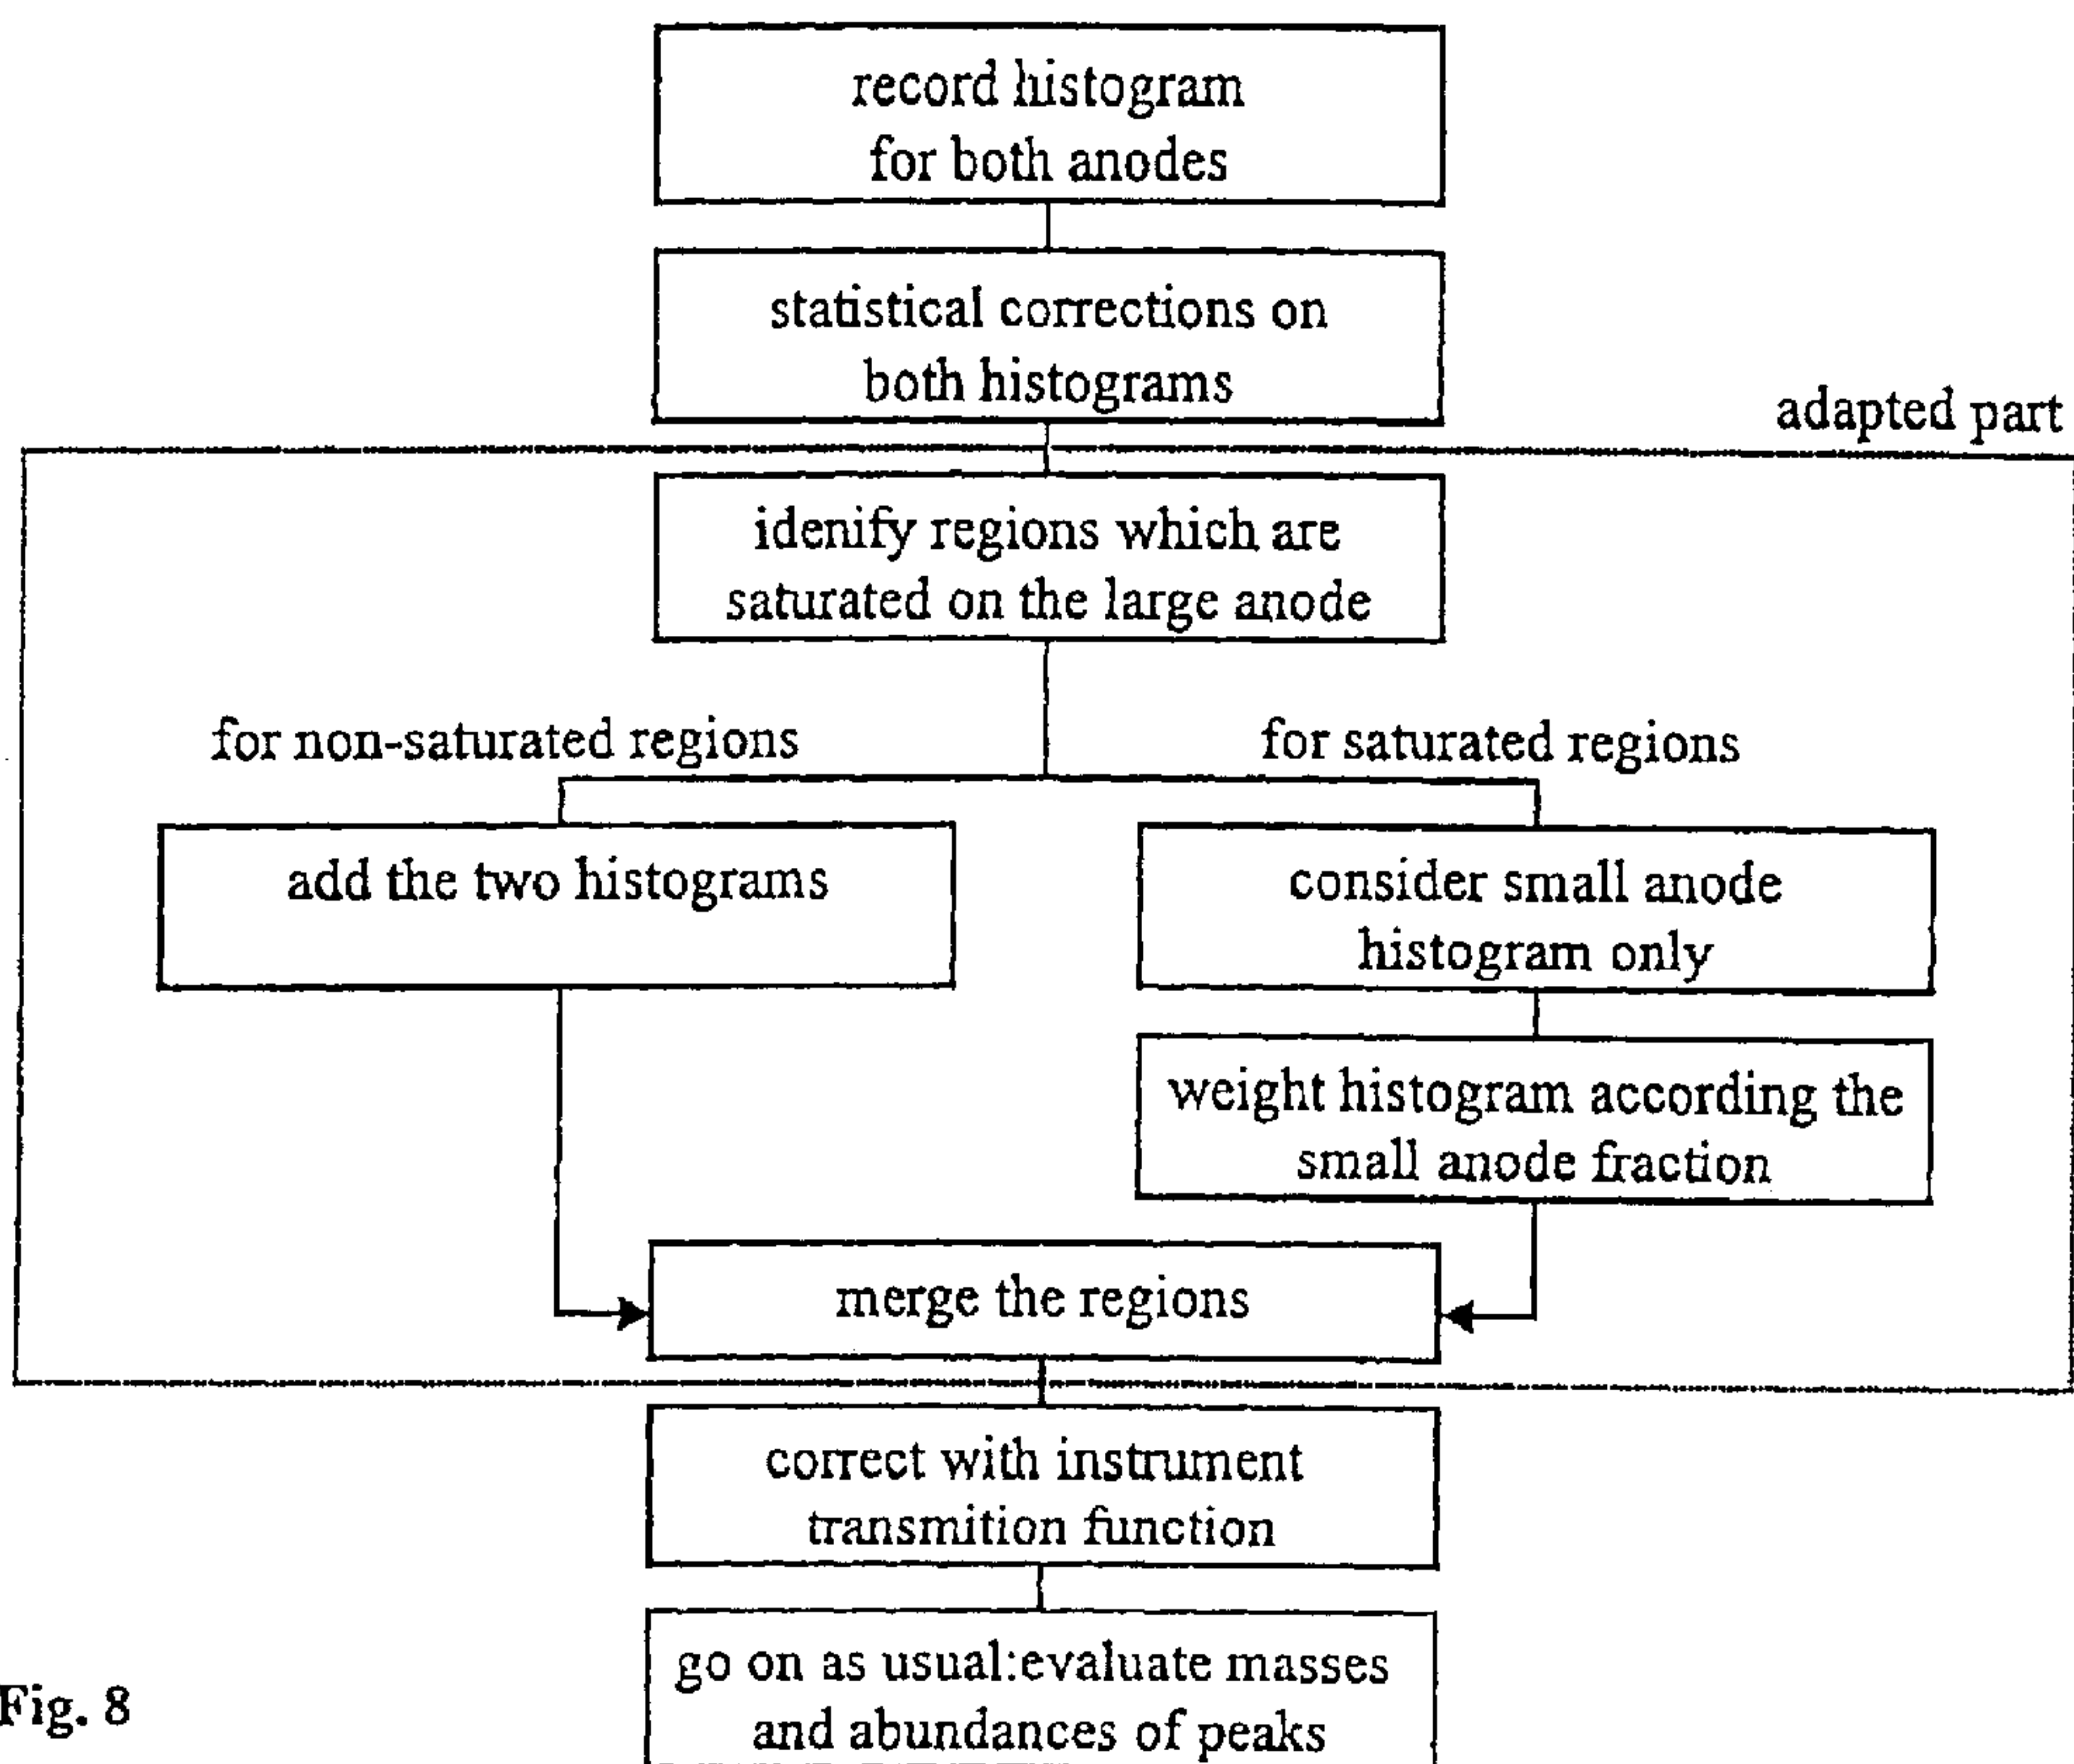 record histogram
for both anodes
statistical corrections on
both histograms
adapted part
idenify regions which are
saturated on the large anode
for non-saturated regions
for saturated regions
add the two histograms
consider small anode
histogram only
weight histogram according the
small anode fraction
merge the regions
correct with instrument
transmition function
go on as usual:evaluate masses
and abundances of peaks
Fig. 8